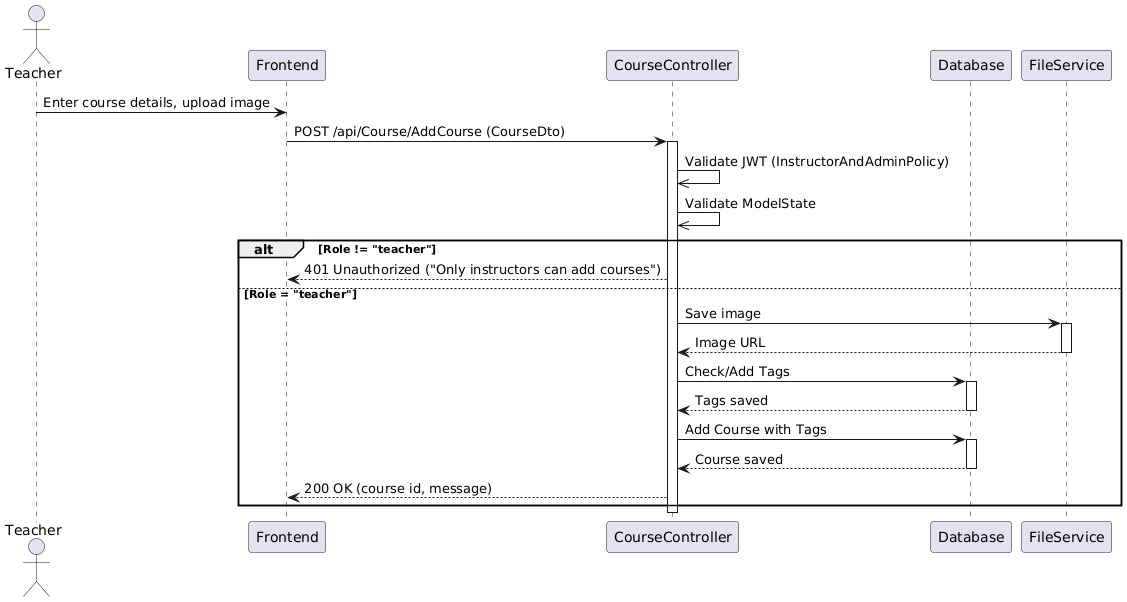 Teacher
Frontend
CourseController
Database
FileService
Enter course details, upload image
POST /api/Course/AddCourse (CourseDto)
Validate JWT (InstructorAndAdminPolicy)
Validate ModelState
alt
[Role != "teacher"]
401 Unauthorized ("Only instructors can add courses")
[Role = "teacher"]
Save image
Image URL
Check/Add Tags
Tags saved
Add Course with Tags
Course saved
200 OK (course id, message)
Teacher
Frontend
CourseController
Database
FileService